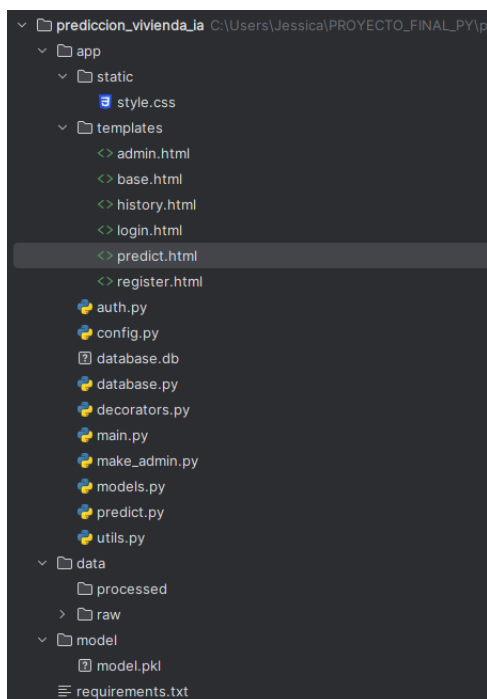 prediccion_vivienda_ia C:\Users\Jessica\PROYECTO_FINAL_PY\p
app
static
style.css
templates
<> admin.html
<> base.html
<> history.html
<> login.html
<> predict.html
<> register.html
auth.py
config.py
? database.db
database.py
decorators.py
main.py
make_admin.py
models.py
predict.py
utils.py
data
processed
raw
model
? model.pkl
requirements.txt